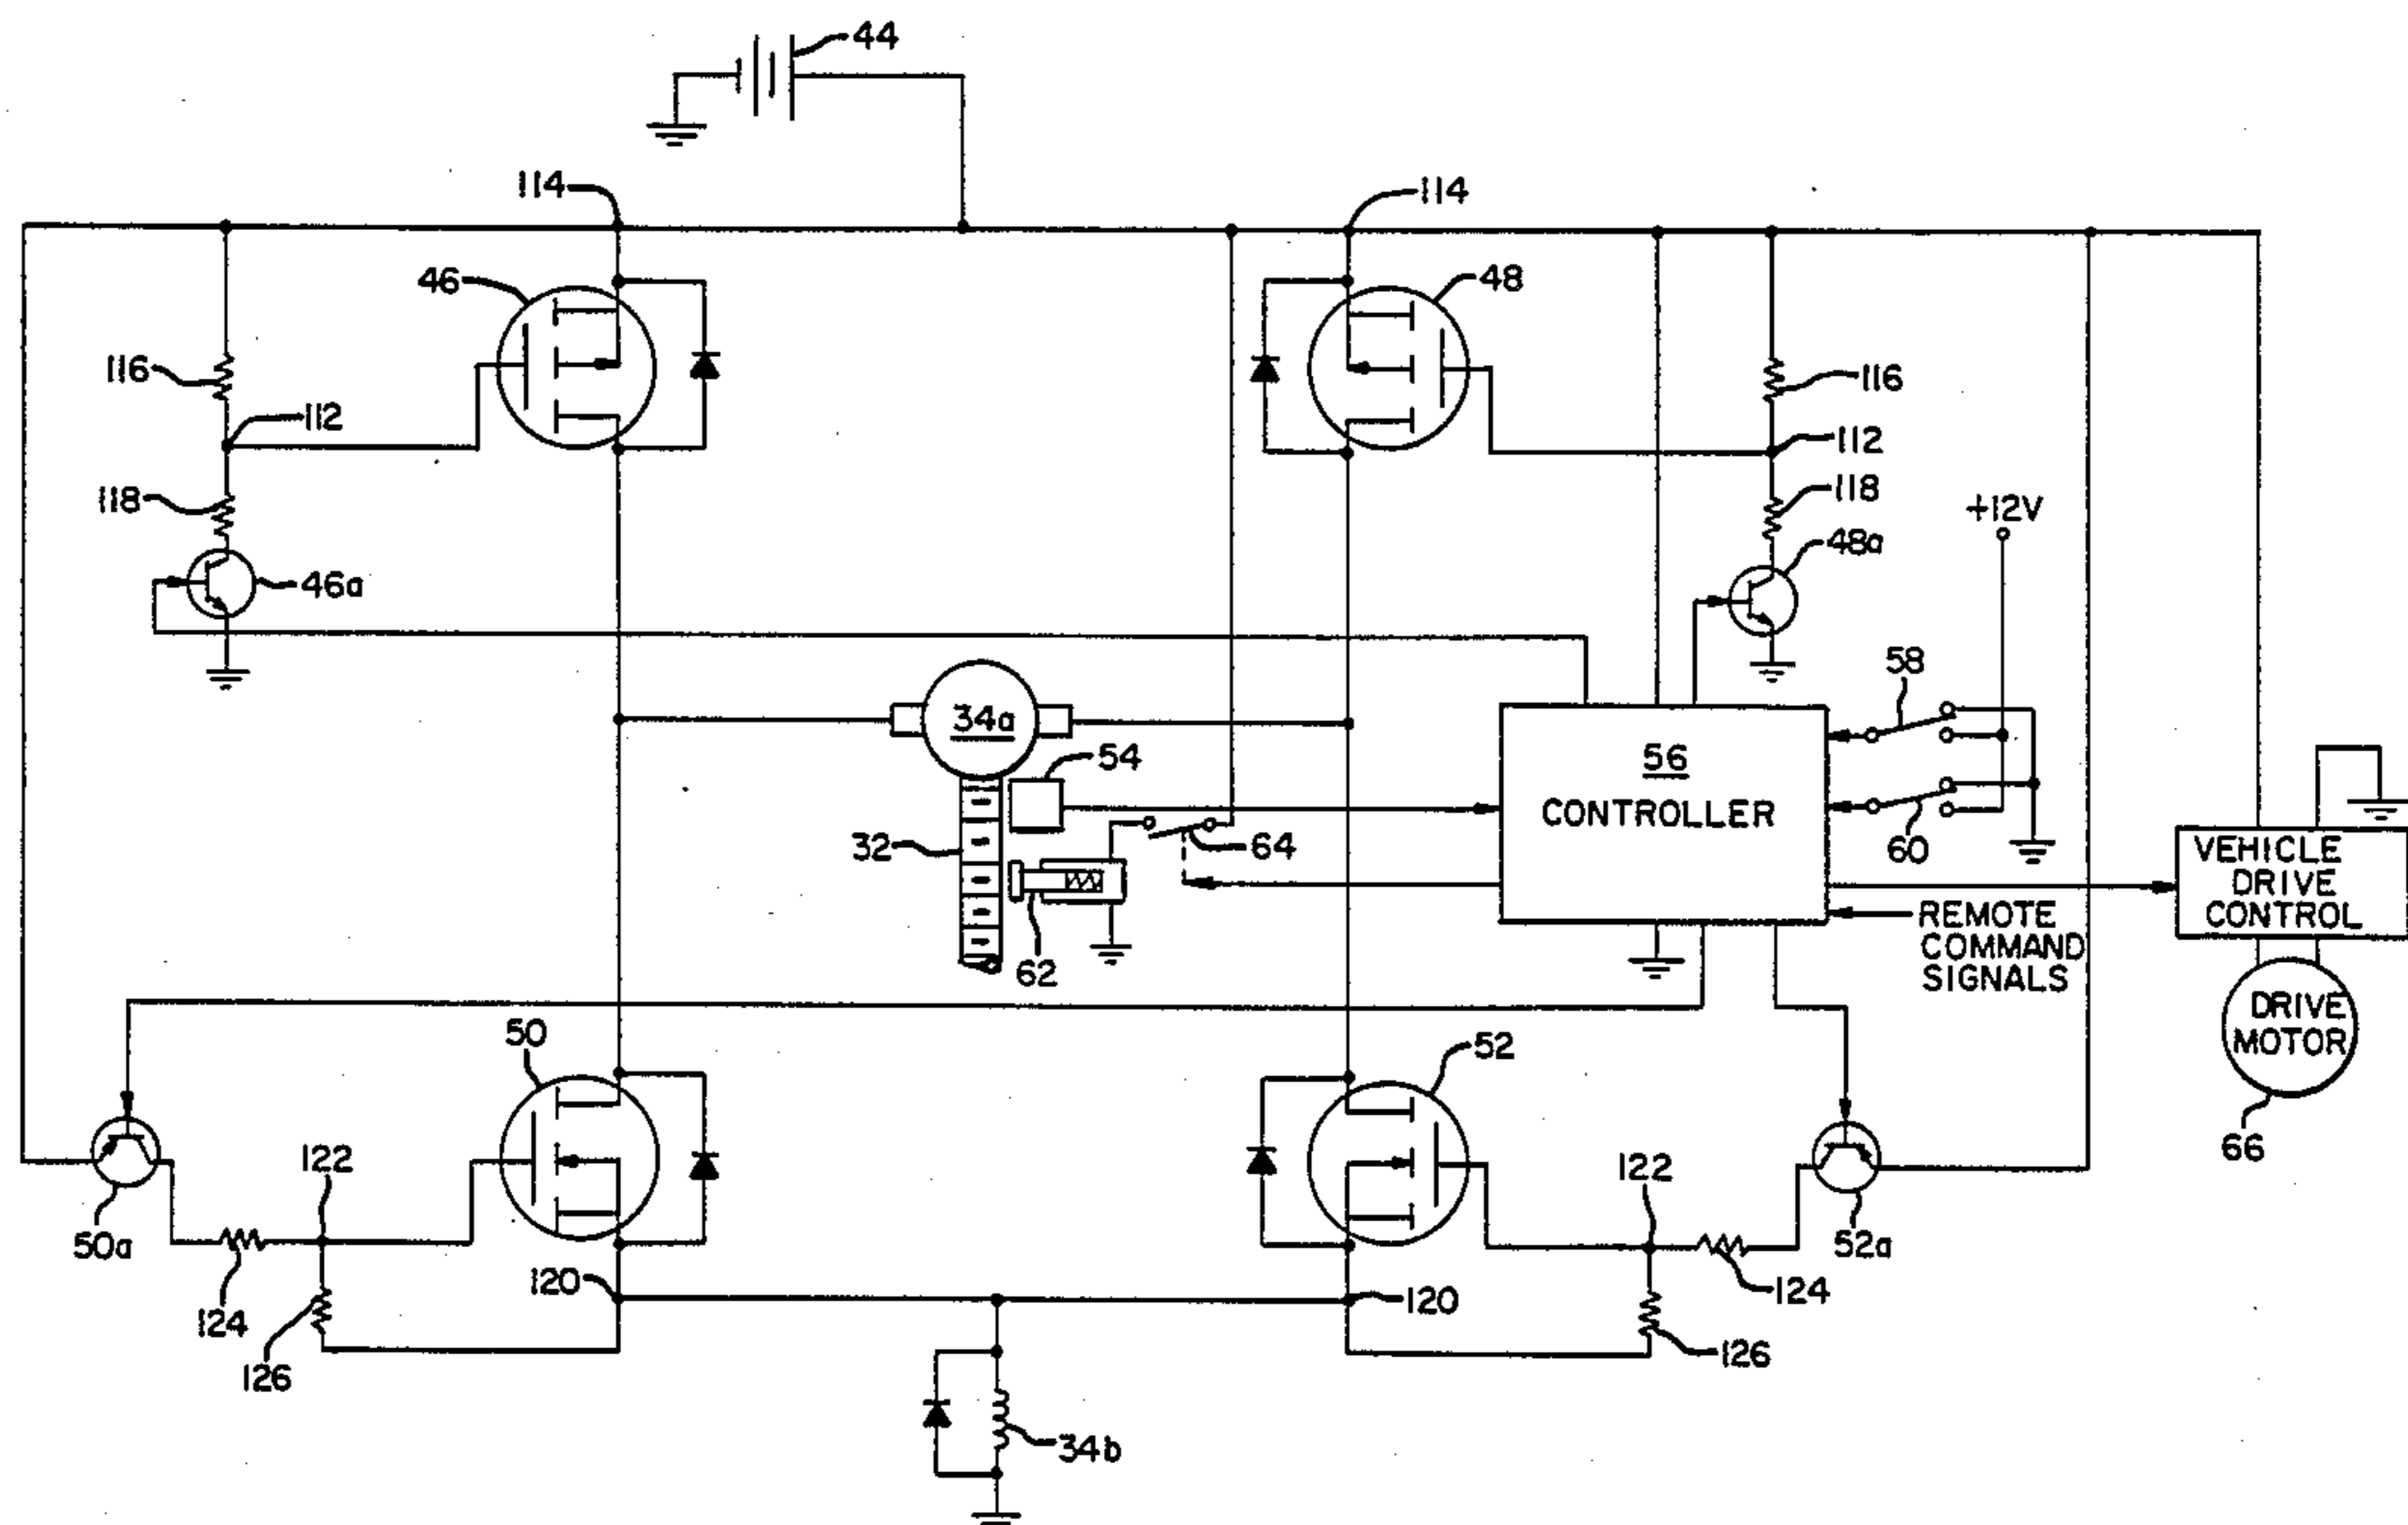 44
114
114
46
48
116
116
112
112
118
118
+12V
46a
48a
58
34a
54
56
CONTROLLER
32
64
60
VEHICLE
DRIVE
CONTROL
REMOTE
COMMAND
SIGNALS
62
DRIVE
MOTOR
50
52
66
122
122
50a
52a
120
120
124
124
126
126
34b